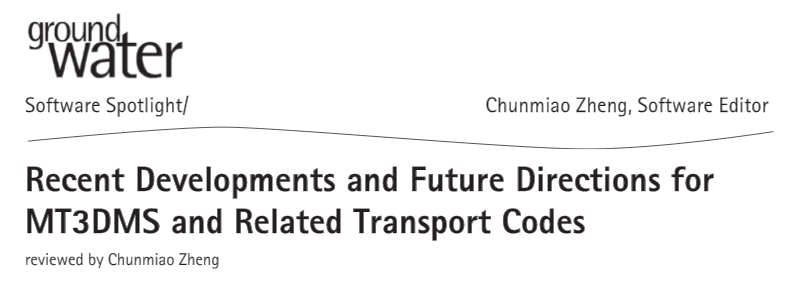 ground
water
Software Spotlight/ Chunmiao Zheng, Software Editor
Recent Developments and Future Directions for
MT3DMS and Related Transport Codes
reviewed by Chunmiao Zheng